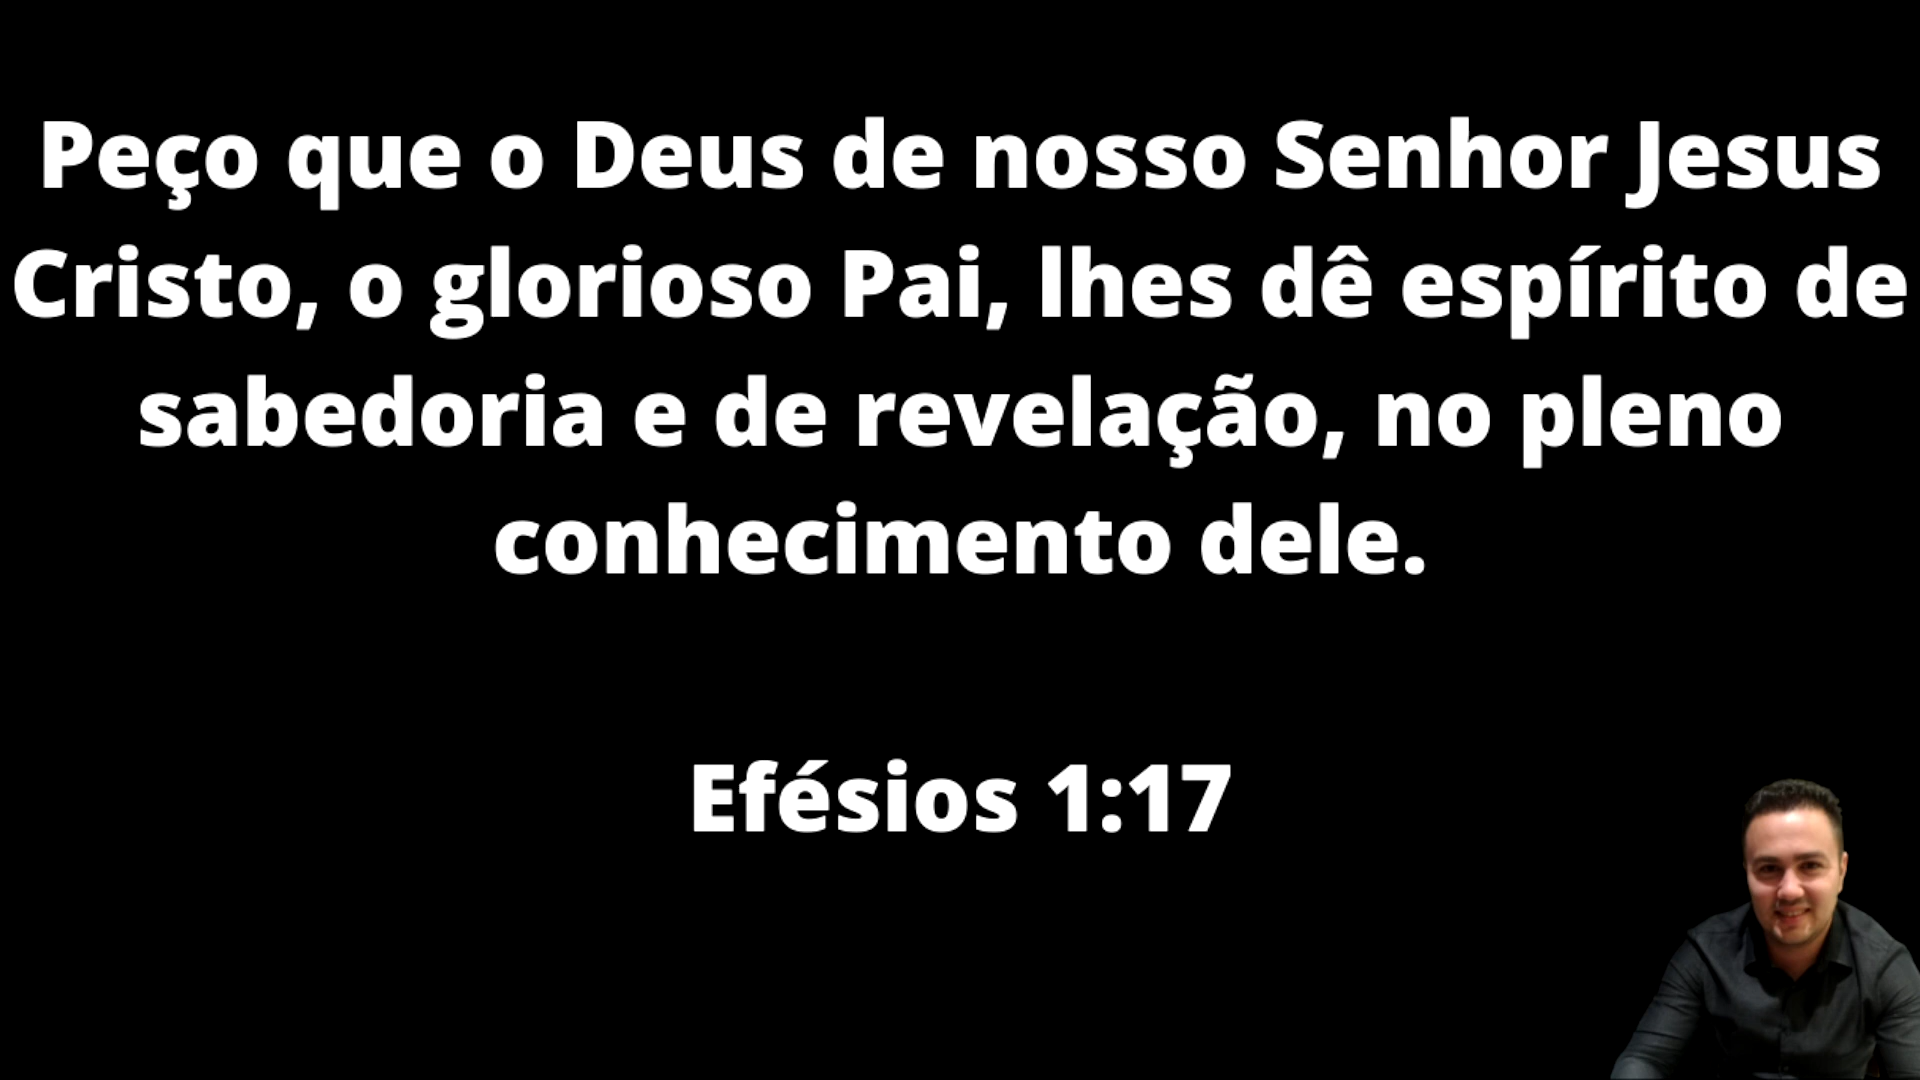 Peço que o Deus de nosso Senhor Jesus
Cristo, o glorioso Pai, lhes dê espírito de
sabedoria e de revelação, no pleno
conhecimento dele.
Efésios 1:17